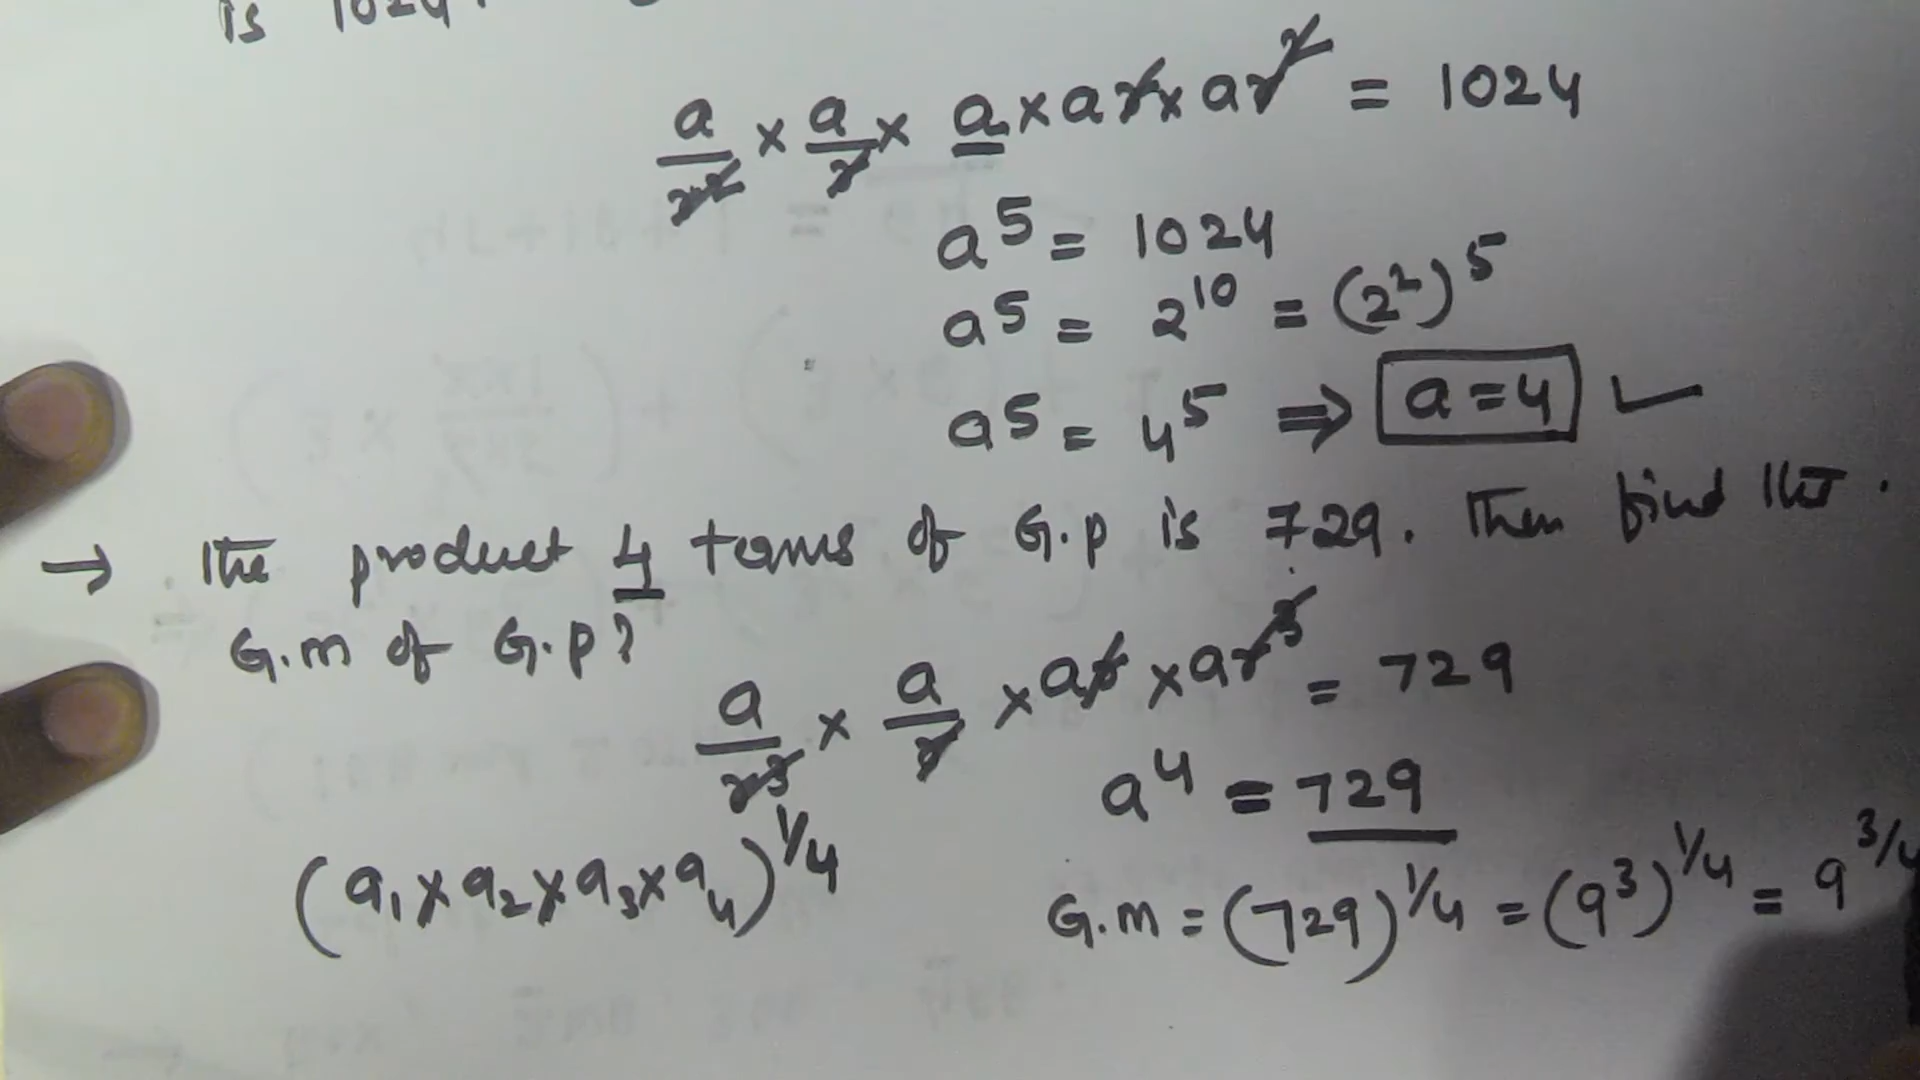 is 1024.
a/r² × a/r × a × ar × ar² = 1024
a⁵ = 1024
a⁵ = 2¹⁰ = (2²)⁵
a⁵ = 4⁵ ⇒ a = 4 ✓
→ The product 4 terms of G.p is 729. Then find the.
G.m of G.p?
a/r³ × a/r × ar × ar³ = 729
a⁴ = 729
(a₁ × a₂ × a₃ × a₄)^1/4
G.m = (729)^1/4 = (9³)^1/4 = 9^3/4